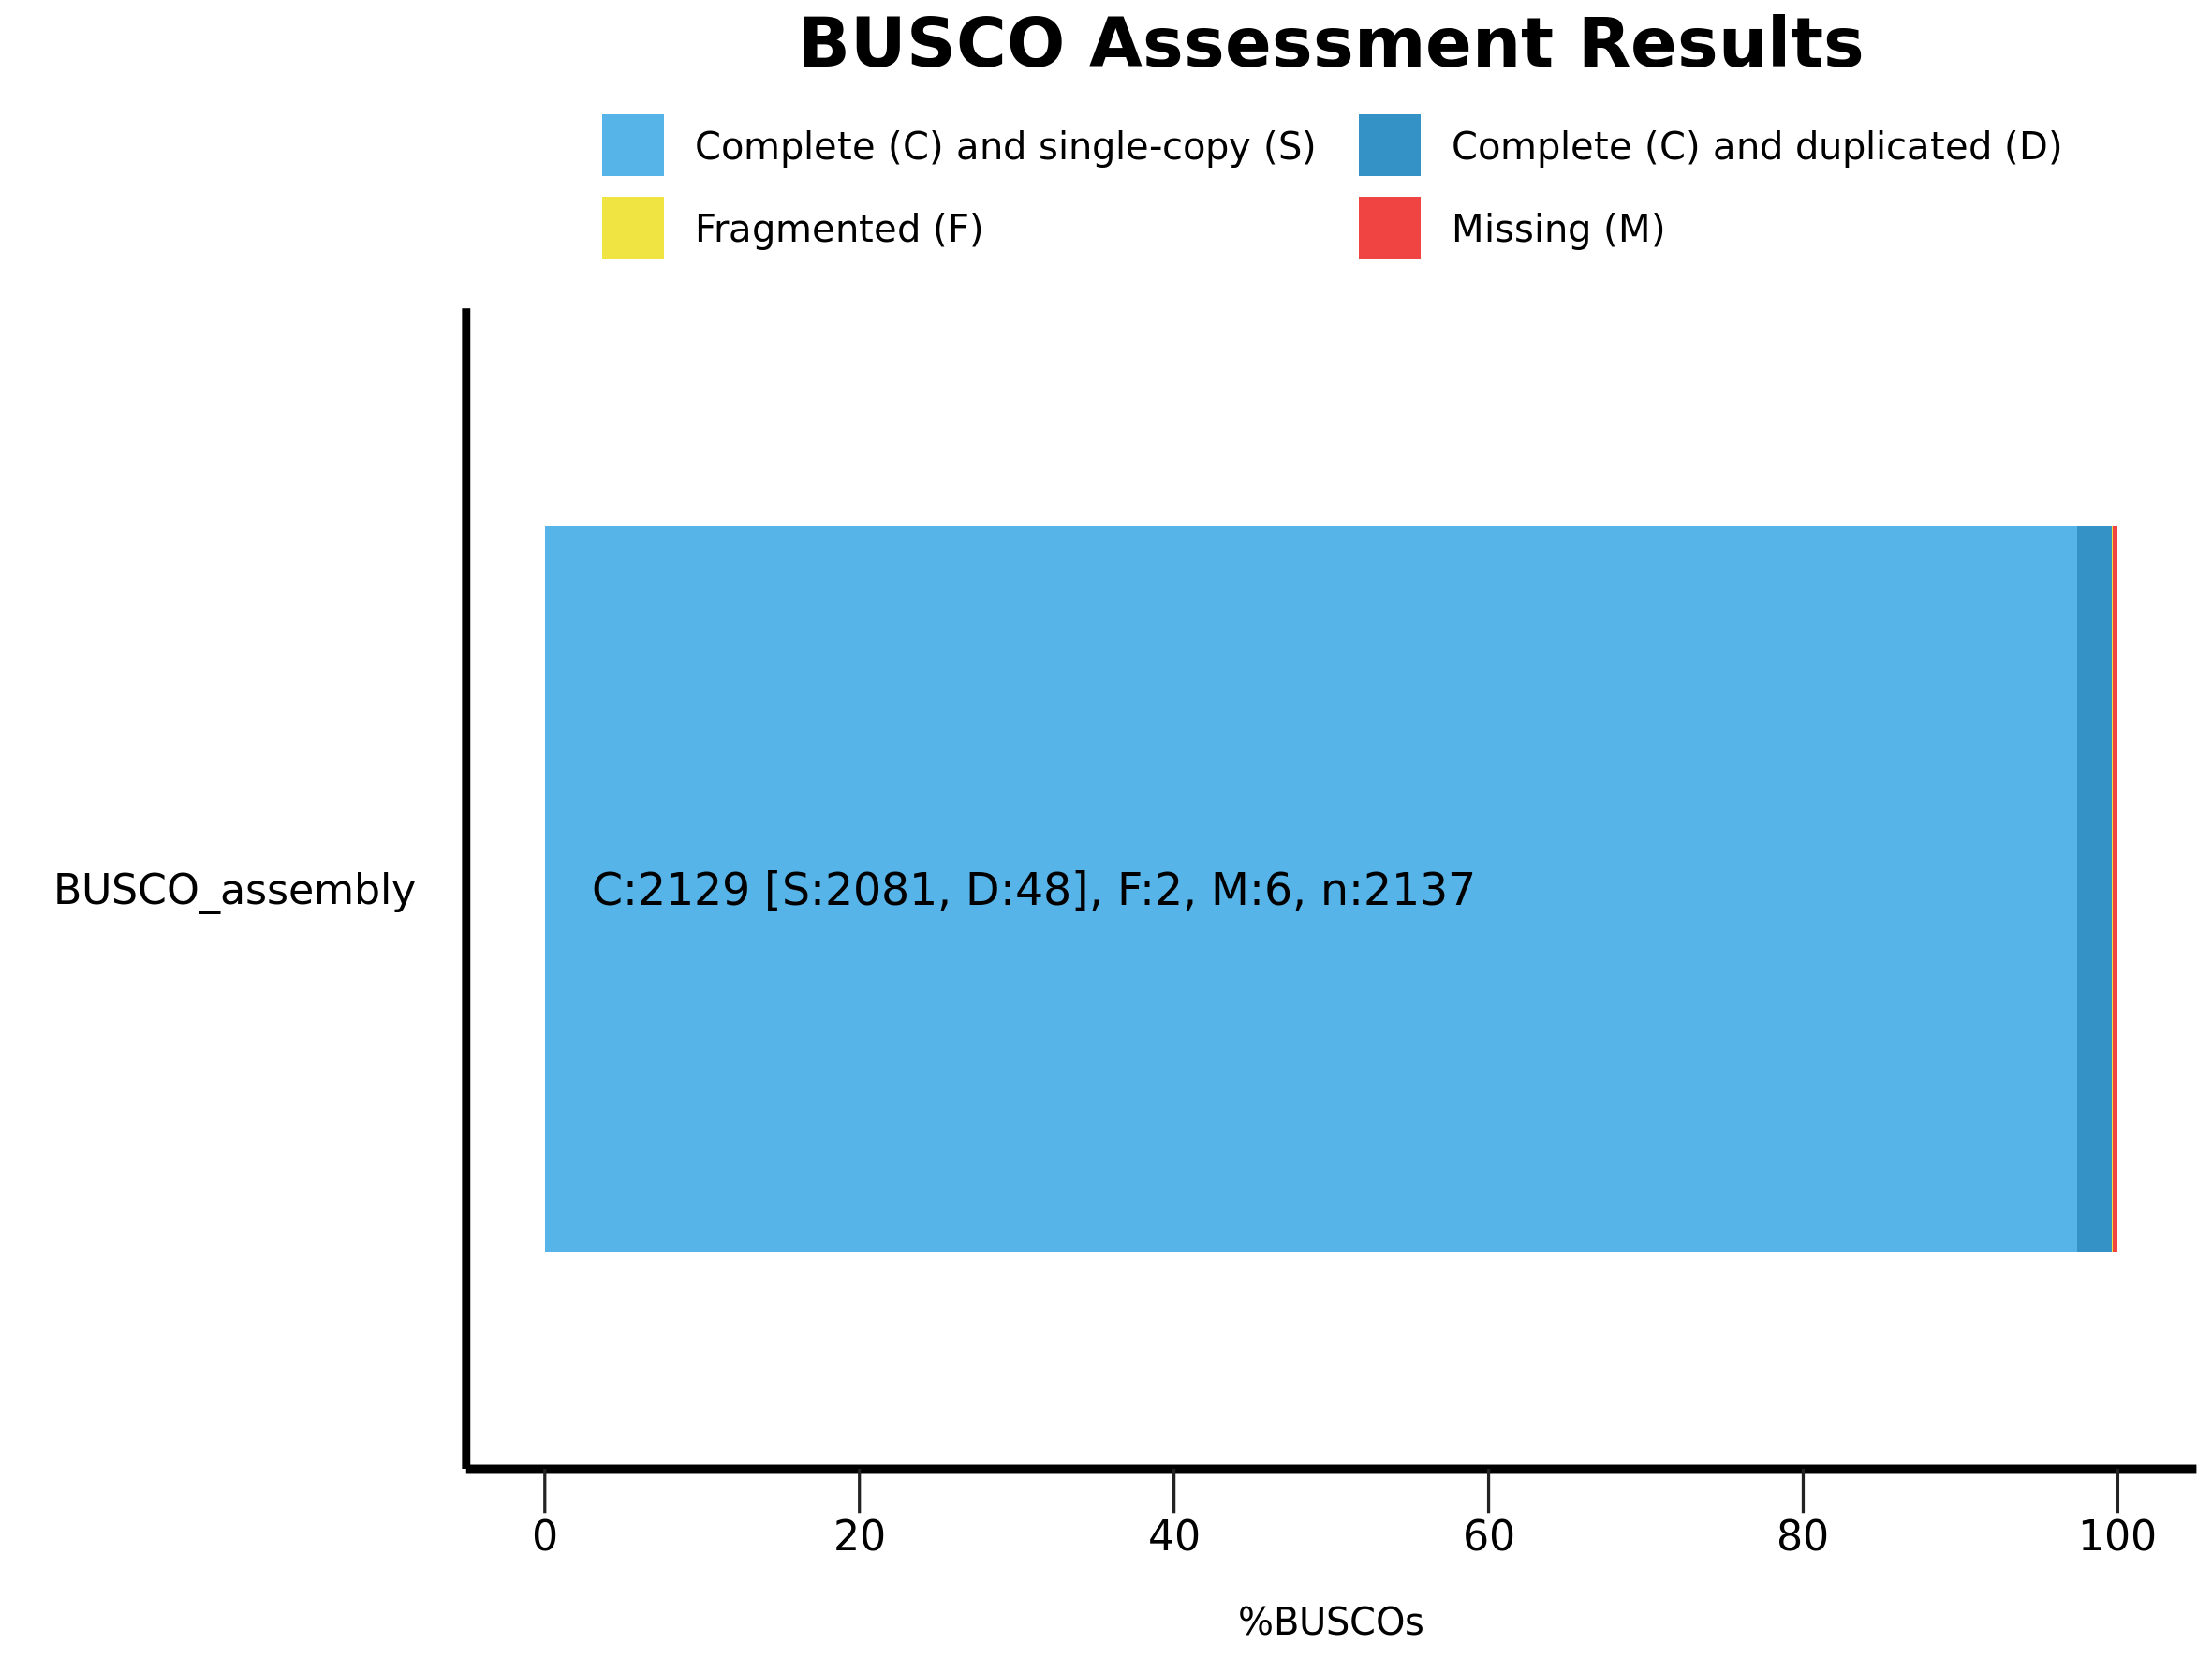 BUSCO Assessment Results
Complete (C) and single-copy (S)
Complete (C) and duplicated (D)
Fragmented (F)
Missing (M)
BUSCO_assembly
C:2129 [S:2081, D:48], F:2, M:6, n:2137
0 20 40 60 80 100
%BUSCOs